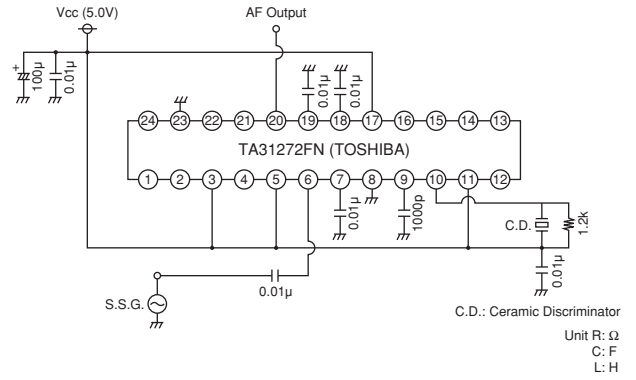 Vcc (5.0V)
AF Output
+
100µ
0.01µ
0.01µ
0.01µ
24 23 22 21 20 19 18 17 16 15 14 13
TA31272FN (TOSHIBA)
1 2 3 4 5 6 7 8 9 10 11 12
0.01µ
1000p
C.D.
1.2k
0.01µ
0.01µ
S.S.G.
C.D.: Ceramic Discriminator
Unit R: Ω
C: F
L: H